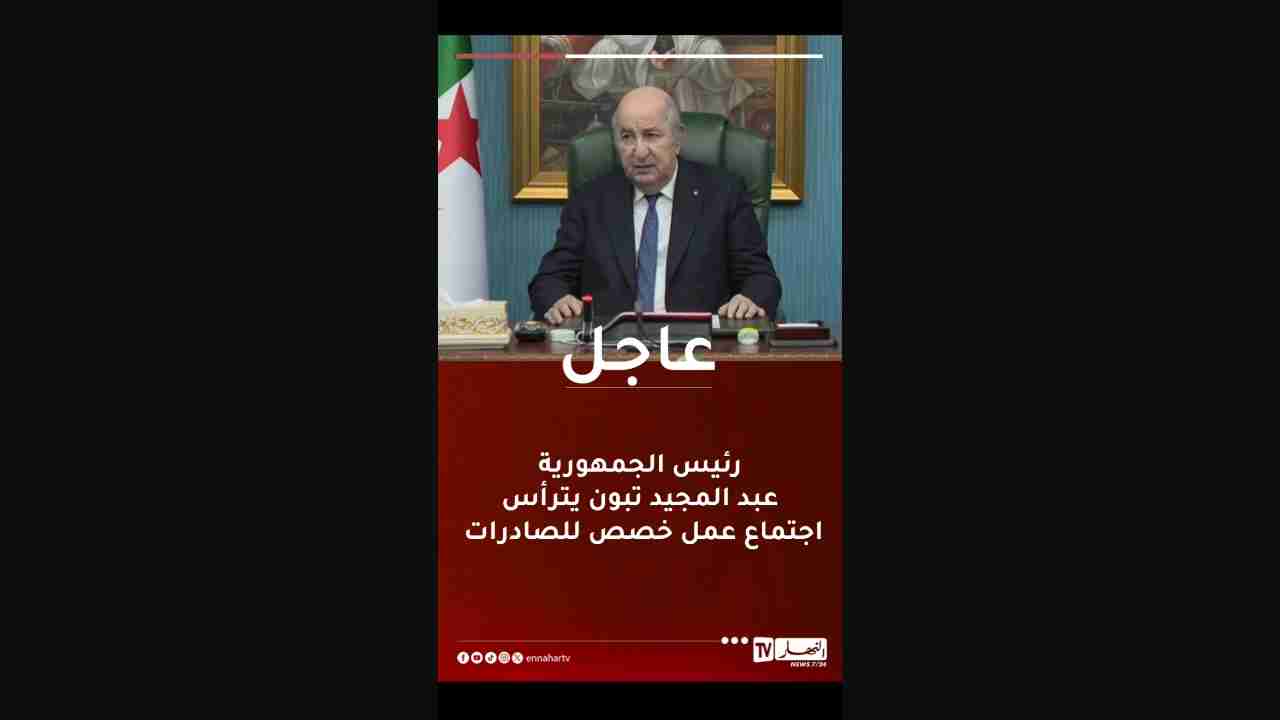 عاجل
رئيس الجمهورية
عبد المجيد تبون يترأس
اجتماع عمل خصص للصادرات
ennahartv
النهار TV
NEWS 7/24